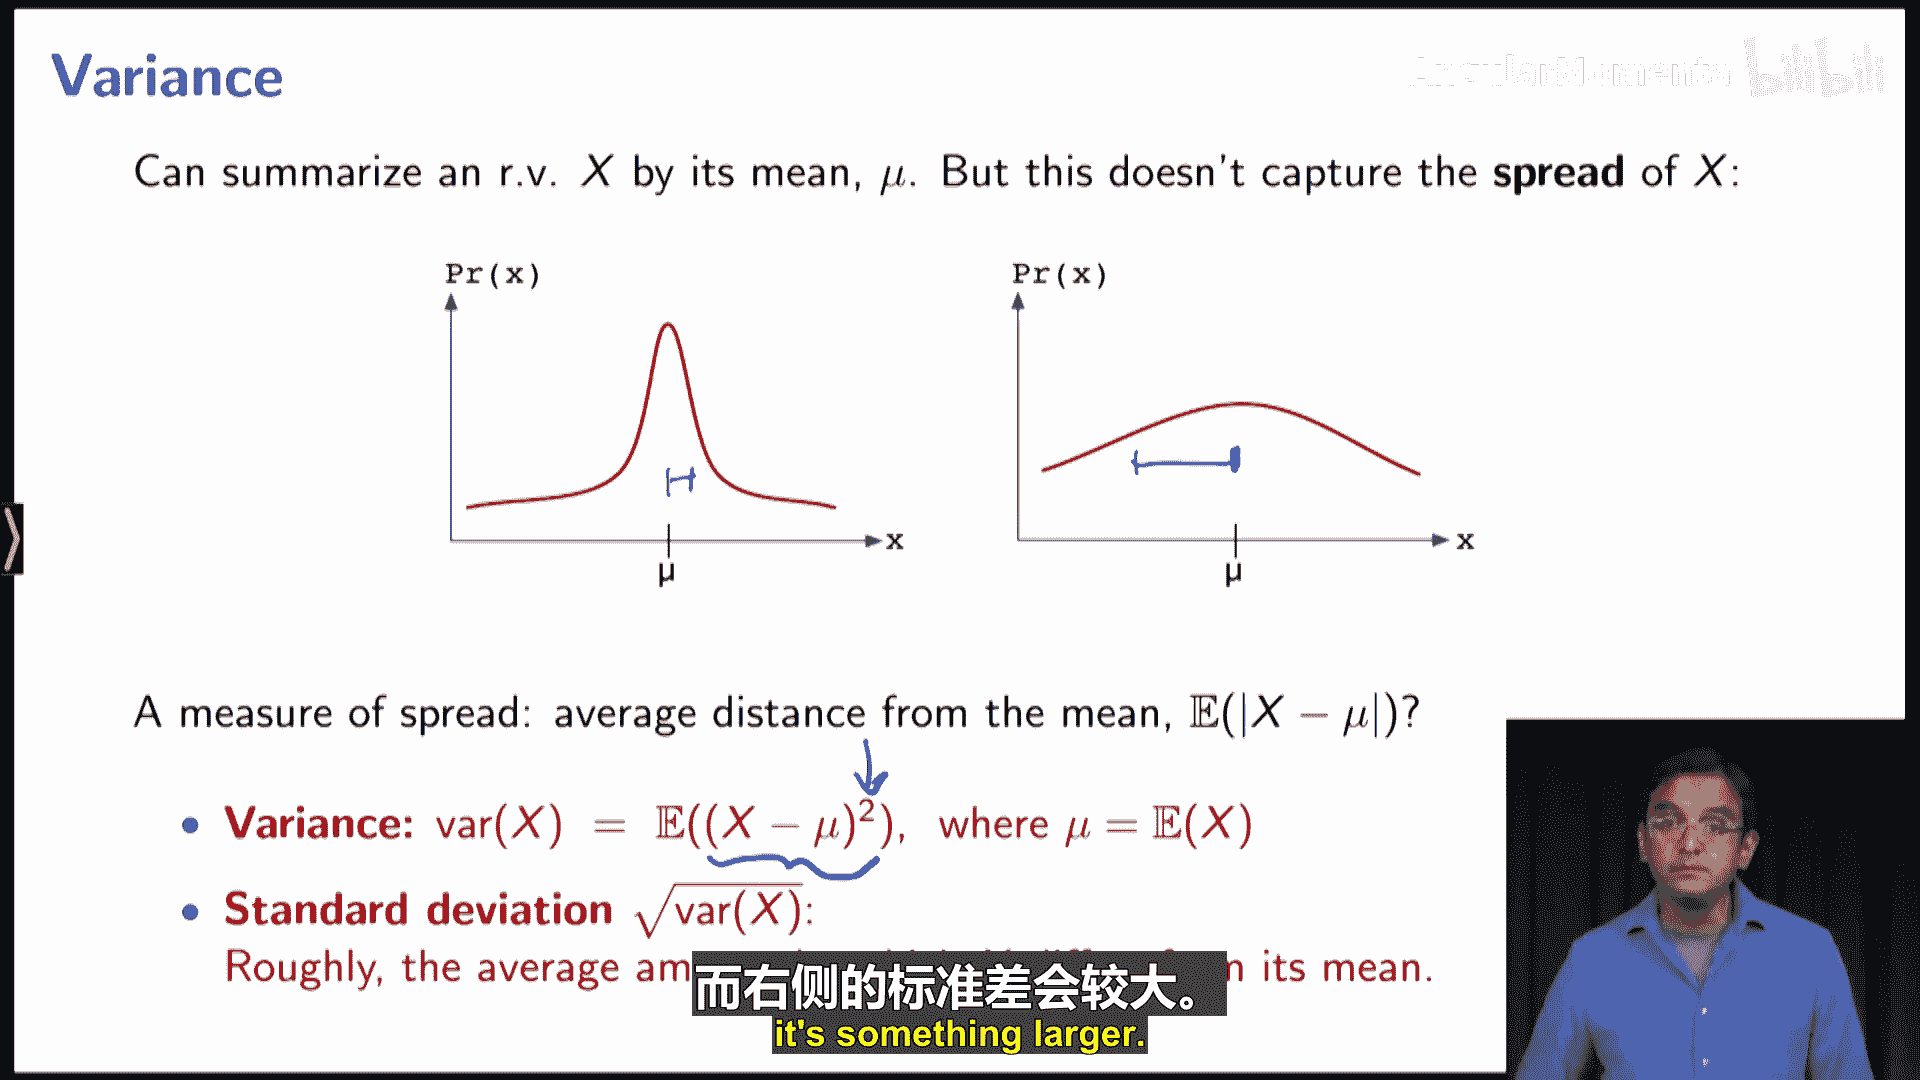 Variance
bilibili
Can summarize an r.v. X by its mean, μ. But this doesn't capture the spread of X:
Pr(x)
Pr(x)
x
x
μ
μ
A measure of spread: average distance from the mean, 𝔼(|X − μ|)?
• Variance: var(X) = 𝔼((X − μ)²), where μ = 𝔼(X)
• Standard deviation √var(X):
Roughly, the average am its mean.
而右侧的标准差会较大。
it's something larger.